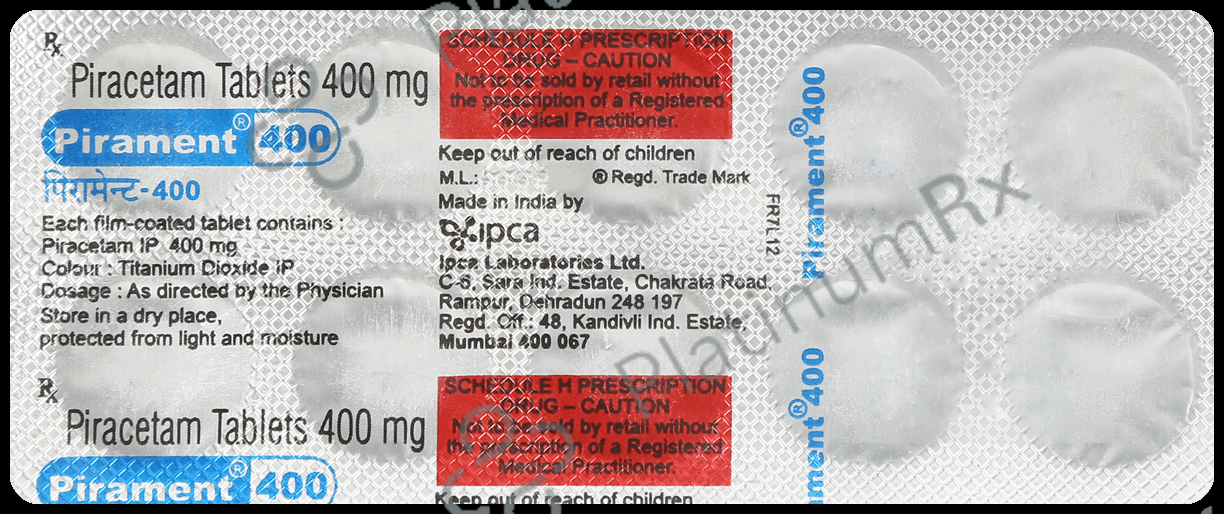 Rx
Piracetam Tablets 400 mg
Pirament® 400
पिरामेन्ट-400
Each film-coated tablet contains :
Piracetam IP 400 mg
Colour : Titanium Dioxide IP
Dosage : As directed by the Physician
Store in a dry place,
protected from light and moisture
Rx
Piracetam Tablets 400 mg
Pirament® 400
SCHEDULE H PRESCRIPTION
DRUG – CAUTION
Not to be sold by retail without
the prescription of a Registered
Medical Practitioner.
Keep out of reach of children
M.L.: ® Regd. Trade Mark
Made in India by
ipca
Ipca Laboratories Ltd.
C-6, Sara Ind. Estate, Chakrata Road,
Rampur, Dehradun 248 197
Regd. Off.: 48, Kandivli Ind. Estate,
Mumbai 400 067
SCHEDULE H PRESCRIPTION
DRUG – CAUTION
Not to be sold by retail without
the prescription of a Registered
Medical Practitioner.
Keep out of reach of children
FR7L12
Pirament® 400
Pirament® 400
PlatinumRx